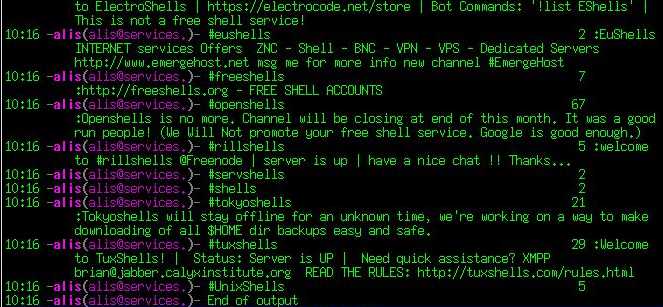 to ElectroShells | https://electrocode.net/store | Bot Commands: '!list EShells' |
This is not a free shell service!
10:16 -alis(alis@services.)- #eushells 2 :EuShells
INTERNET services Offers  ZNC - Shell - BNC - VPN - VPS - Dedicated Servers
http://www.emergehost.net msg me for more info new channel #EmergeHost
10:16 -alis(alis@services.)- #freeshells 7
:http://freeshells.org - FREE SHELL ACCOUNTS
10:16 -alis(alis@services.)- #openshells 67
:Openshells is no more. Channel will be closing at end of this month. It was a good
run people! (We Will Not promote your free shell service. Google is good enough.)
10:16 -alis(alis@services.)- #rillshells 5 :welcome
to #rillshells @Freenode | server is up | have a nice chat !! Thanks...
10:16 -alis(alis@services.)- #servshells 2
10:16 -alis(alis@services.)- #shells 2
10:16 -alis(alis@services.)- #tokyoshells 21
:Tokyoshells will stay offline for an unknown time, we're working on a way to make
downloading of all $HOME dir backups easy and safe.
10:16 -alis(alis@services.)- #tuxshells 29 :Welcome
to TuxShells! |  Status: Server is UP |  Need quick assistance? XMPP
brian@jabber.calyxinstitute.org  READ THE RULES: http://tuxshells.com/rules.html
10:16 -alis(alis@services.)- #UnixShells 5
10:16 -alis(alis@services.)- End of output